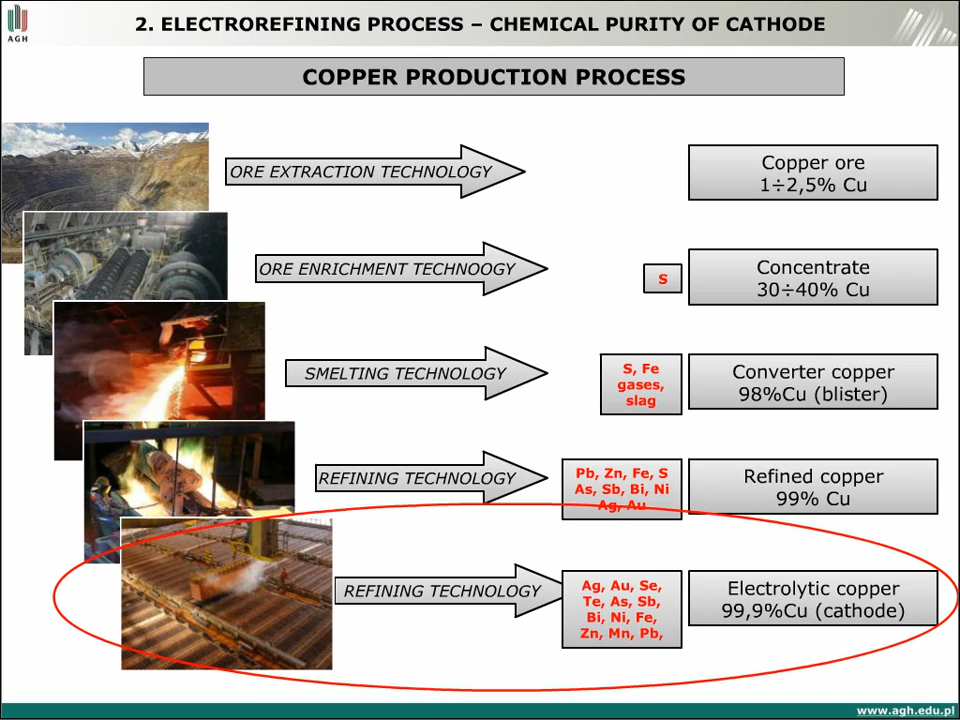 AGH
2. ELECTROREFINING PROCESS – CHEMICAL PURITY OF CATHODE
COPPER PRODUCTION PROCESS
ORE EXTRACTION TECHNOLOGY
Copper ore
1÷2,5% Cu
ORE ENRICHMENT TECHNOOGY
S
Concentrate
30÷40% Cu
SMELTING TECHNOLOGY
S, Fe
gases,
slag
Converter copper
98%Cu (blister)
REFINING TECHNOLOGY
Pb, Zn, Fe, S
As, Sb, Bi, Ni
Ag, Au
Refined copper
99% Cu
REFINING TECHNOLOGY
Ag, Au, Se,
Te, As, Sb,
Bi, Ni, Fe,
Zn, Mn, Pb,
Electrolytic copper
99,9%Cu (cathode)
www.agh.edu.pl